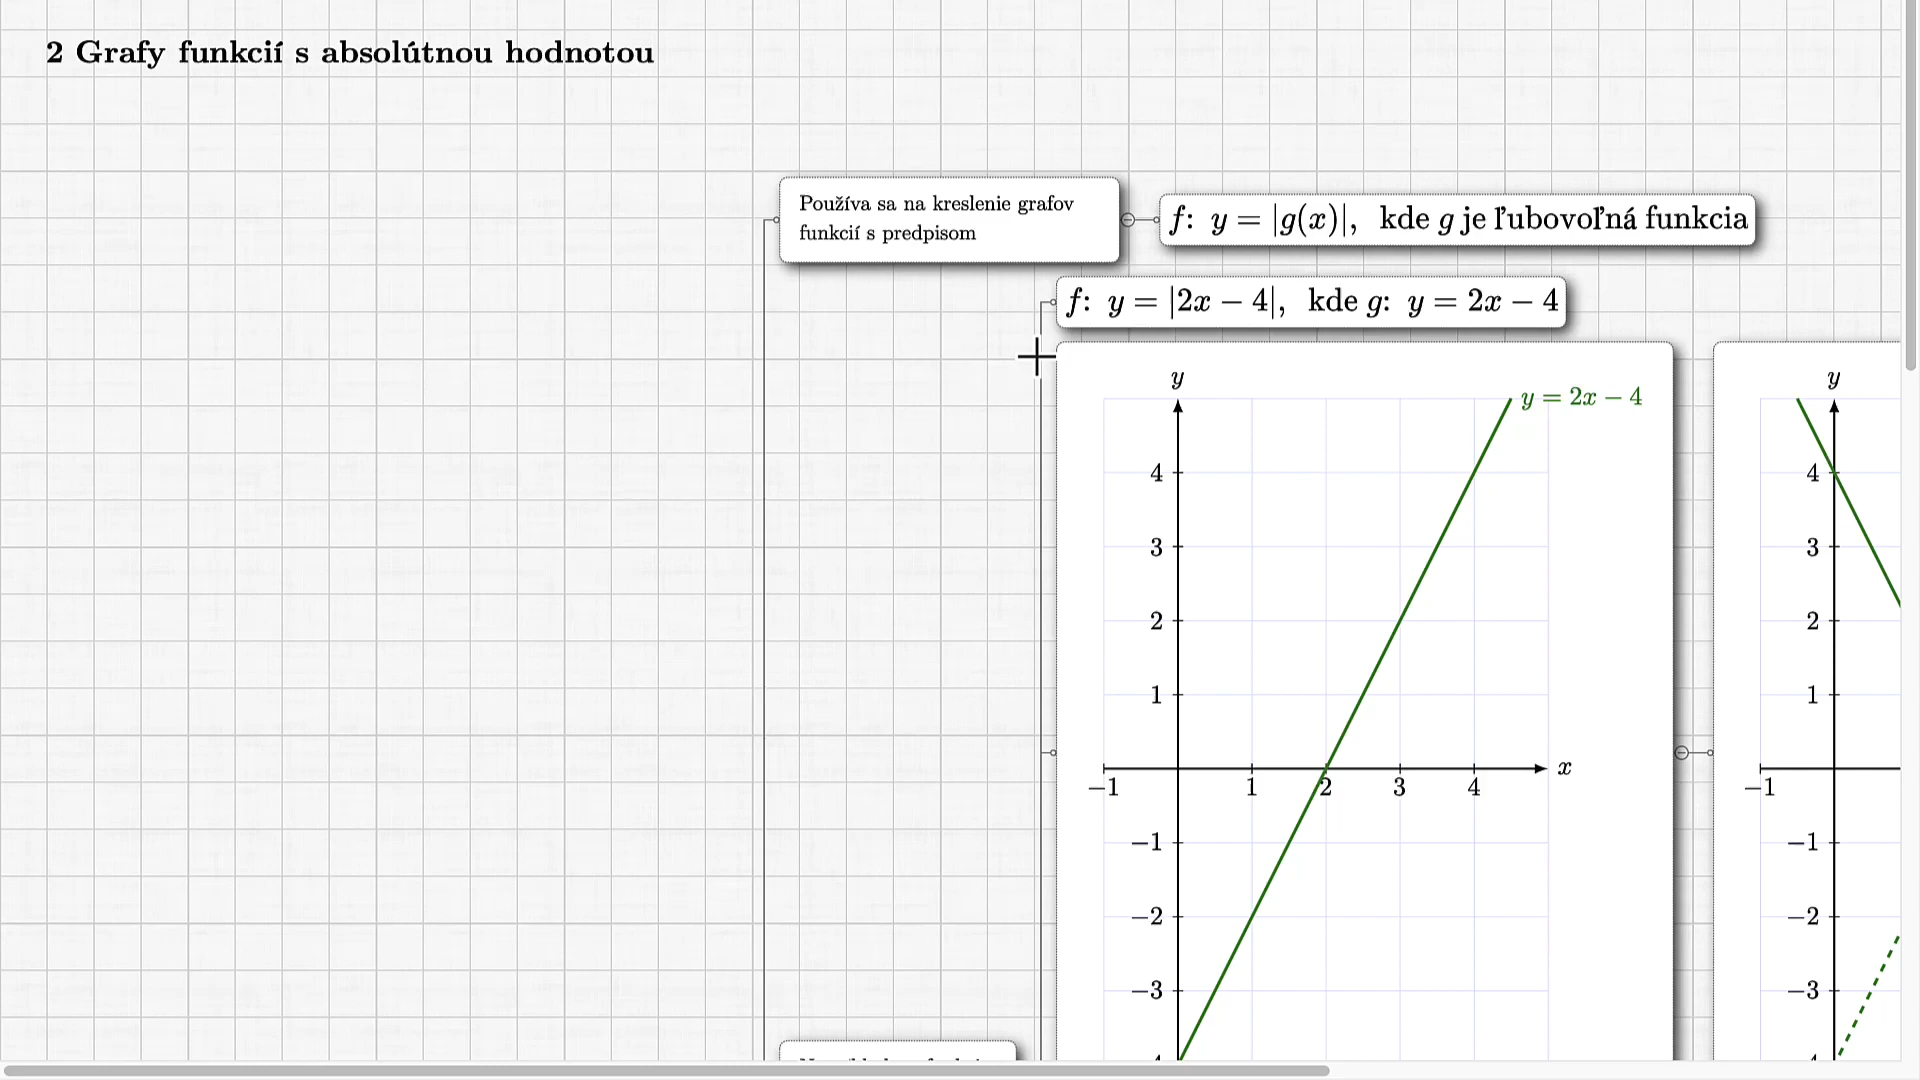 2 Grafy funkcií s absolútnou hodnotou
Používa sa na kreslenie grafov
funkcií s predpisom
f: y = |g(x)|, kde g je ľubovoľná funkcia
f: y = |2x − 4|, kde g: y = 2x − 4
y
y = 2x − 4
4
3
2
1
x
−1
1
2
3
4
−1
−2
−3
y
4
3
2
1
−1
−1
−2
−3